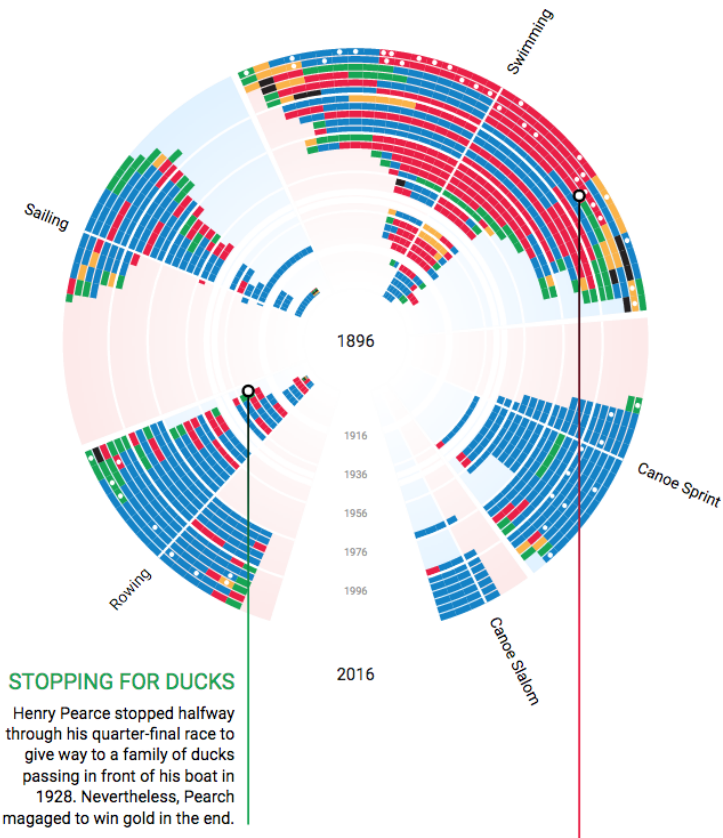 Swimming
Sailing
1896
1916
1936
1956
1976
1996
2016
Canoe Sprint
Rowing
Canoe Slalom
STOPPING FOR DUCKS
Henry Pearce stopped halfway
through his quarter-final race to
give way to a family of ducks
passing in front of his boat in
1928. Nevertheless, Pearch
magaged to win gold in the end.